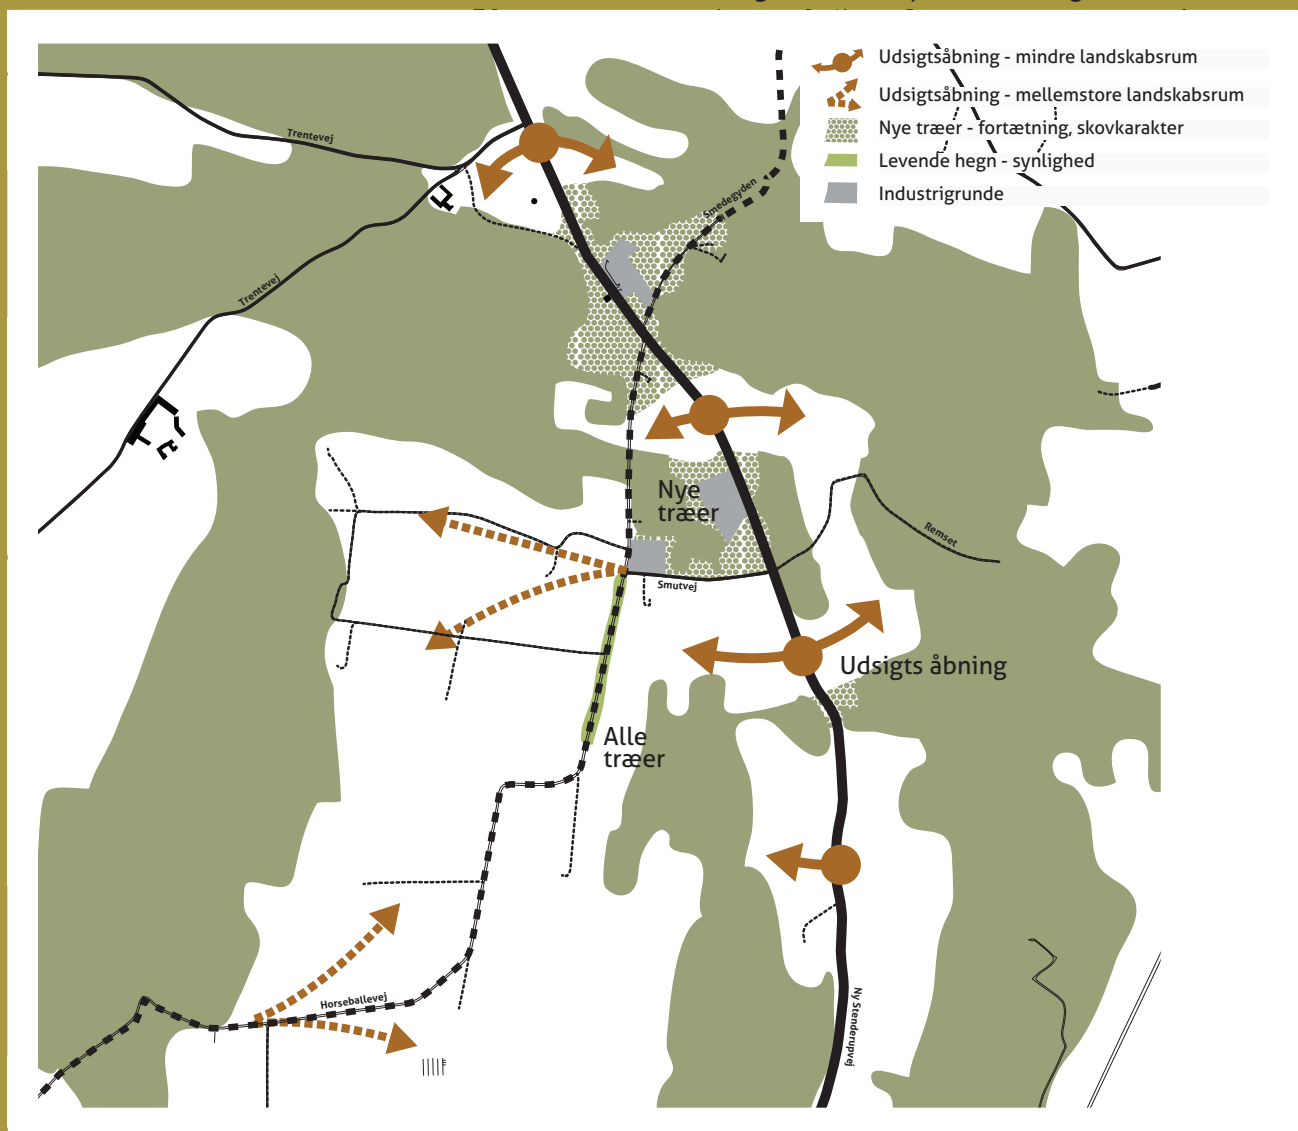 Udsigtsåbning - mindre landskabsrum
Udsigtsåbning - mellemstore landskabsrum
Nye træer - fortætning, skovkarakter
Levende hegn - synlighed
Industrigrunde
Trentevej
Smedegyden
Trentevej
Nye
træer
Remset
Smutvej
Udsigts åbning
Alle
træer
Horseballevej
Ny Stenderupvej